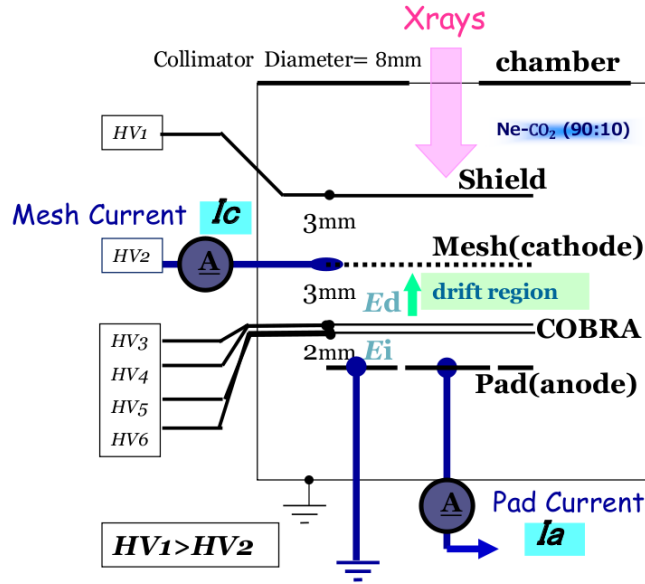 Xrays
Collimator Diameter= 8mm
chamber
HV1
Ne-CO₂ (90:10)
Shield
Mesh Current Ic
3mm
HV2
A
Mesh(cathode)
3mm
Ed
drift region
HV3
COBRA
HV4
2mm
Ei
HV5
Pad(anode)
HV6
A
Pad Current
Ia
HV1>HV2